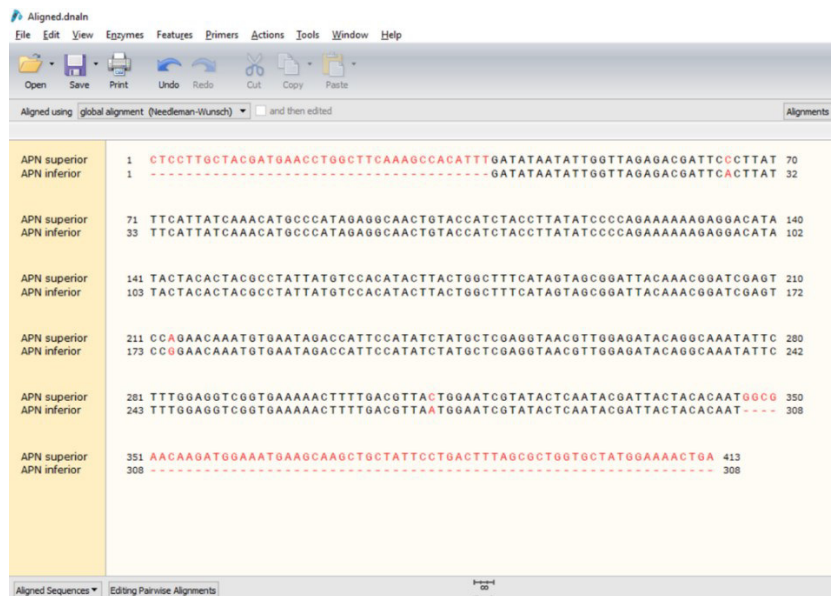 Aligned.dnaln
File Edit View Enzymes Features Primers Actions Tools Window Help
Open Save Print Undo Redo Cut Copy Paste
Aligned using global alignment (Needleman-Wunsch) and then edited Alignments
APN superior 1 CTCCTTGCTACGATGAACCTGGCTTCAAAGCCACATTTGATATAATATTGGTTAGAGACGATTCCCTTAT 70
APN inferior 1 --------------------------------------GATATAATATTGGTTAGAGACGATTCACTTAT 32
APN superior 71 TTCATTATCAAACATGCCCATAGAGGCAACTGTACCATCTACCTTATATCCCCAGAAAAAAGAGGACATA 140
APN inferior 33 TTCATTATCAAACATGCCCATAGAGGCAACTGTACCATCTACCTTATATCCCCAGAAAAAAGAGGACATA 102
APN superior 141 TACTACACTACGCCTATTATGTCCACATACTTACTGGCTTTCATAGTAGCGGATTACAAACGGATCGAGT 210
APN inferior 103 TACTACACTACGCCTATTATGTCCACATACTTACTGGCTTTCATAGTAGCGGATTACAAACGGATCGAGT 172
APN superior 211 CCAGAACAAATGTGAATAGACCATTCCATATCTATGCTCGAGGTAACGTTGGAGATACAGGCAAATATTC 280
APN inferior 173 CCGGAACAAATGTGAATAGACCATTCCATATCTATGCTCGAGGTAACGTTGGAGATACAGGCAAATATTC 242
APN superior 281 TTTGGAGGTCGGTGAAAAACTTTTGACGTTACTGGAATCGTATACTCAATACGATTACTACACAATGGCG 350
APN inferior 243 TTTGGAGGTCGGTGAAAAACTTTTGACGTTAATGGAATCGTATACTCAATACGATTACTACACAAT---- 308
APN superior 351 AACAAGATGGAAATGAAGCAAGCTGCTATTCCTGACTTTAGCGCTGGTGCTATGGAAAACTGA 413
APN inferior 308 --------------------------------------------------------------- 308
Aligned Sequences Editing Pairwise Alignments